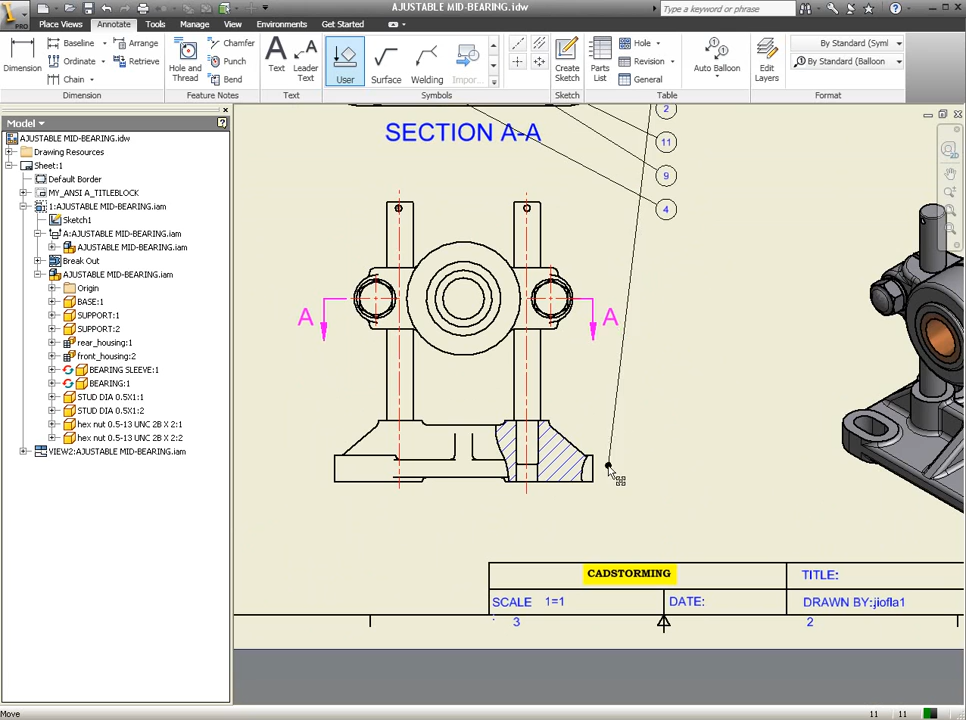 AJUSTABLE MID-BEARING.idw
Type a keyword or phrase
PRO
Place Views Annotate Tools Manage View Environments Get Started
Dimension
Baseline
Ordinate
Chain
Arrange
Retrieve
Hole and Thread
Chamfer
Punch
Bend
Text
Leader Text
User
Surface
Welding
Impor...
Create Sketch
Parts List
Hole
Revision
General
Auto Balloon
Edit Layers
By Standard (Symb
By Standard (Balloon
Dimension Feature Notes Text Symbols Sketch Table Format
Model
AJUSTABLE MID-BEARING.idw
Drawing Resources
Sheet:1
Default Border
MY_ANSI A_TITLEBLOCK
1:AJUSTABLE MID-BEARING.iam
Sketch1
A:AJUSTABLE MID-BEARING.iam
AJUSTABLE MID-BEARING.iam
Break Out
AJUSTABLE MID-BEARING.iam
Origin
BASE:1
SUPPORT:1
SUPPORT:2
rear_housing:1
front_housing:2
BEARING SLEEVE:1
BEARING:1
STUD DIA 0.5X1:1
STUD DIA 0.5X1:2
hex nut 0.5-13 UNC 2B X 2:1
hex nut 0.5-13 UNC 2B X 2:2
VIEW2:AJUSTABLE MID-BEARING.iam
SECTION A-A
2
11
9
4
A A
CADSTORMING
TITLE:
SCALE 1=1
DATE:
DRAWN BY:jiofla1
3
2
Move
11 11